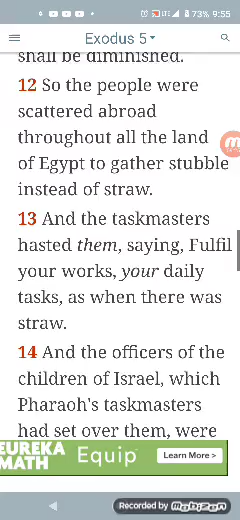 73% 9:55
Exodus 5
shall be diminished.
12 So the people were
scattered abroad
throughout all the land
of Egypt to gather stubble
instead of straw.
13 And the taskmasters
hasted them, saying, Fulfil
your works, your daily
tasks, as when there was
straw.
14 And the officers of the
children of Israel, which
Pharaoh's taskmasters
had set over them, were
EUREKA
MATH
Equip
Learn More >
Recorded by mobizen